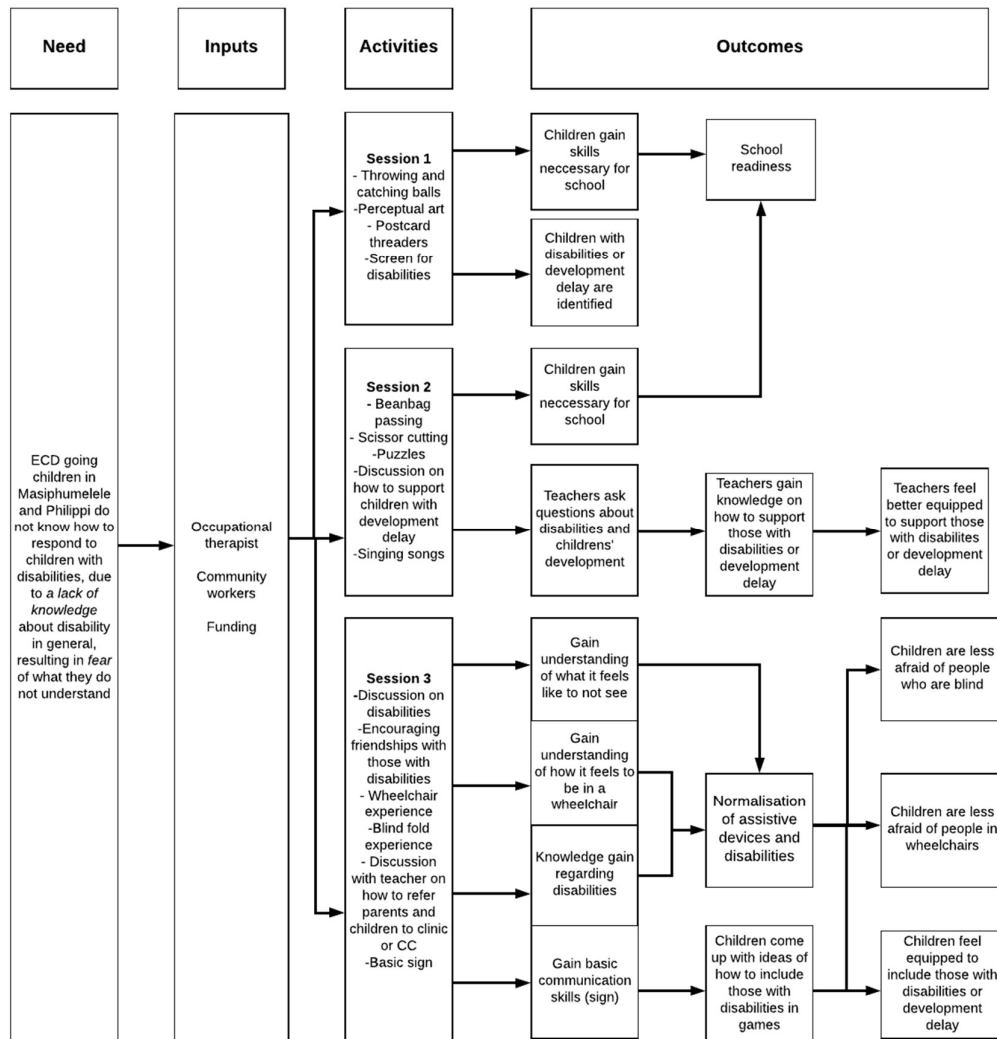 Need
Inputs
Activities
Outcomes
ECD going
children in
Masiphumelele
and Philippi do
not know how to
respond to
children with
disabilities, due
to a lack of
knowledge
about disability
in general,
resulting in fear
of what they do
not understand
Occupational
therapist
Community
workers
Funding
Session 1
- Throwing and
catching balls
-Perceptual art
- Postcard
threaders
-Screen for
disabilities
Children gain
skills
neccessary for
school
School
readiness
Children with
disabilities or
development
delay are
identified
Session 2
- Beanbag
passing
- Scissor cutting
-Puzzles
-Discussion on
how to support
children with
development
delay
-Singing songs
Children gain
skills
neccessary for
school
Teachers ask
questions about
disabilities and
childrens'
development
Teachers gain
knowledge on
how to support
those with
disabilities or
development
delay
Teachers feel
better equipped
to support those
with disabilites
or development
delay
Session 3
-Discussion on
disabilities
-Encouraging
friendships with
those with
disabilities
- Wheelchair
experience
-Blind fold
experience
- Discussion
with teacher on
how to refer
parents and
children to clinic
or CC
-Basic sign
Gain
understanding
of what it feels
like to not see
Gain
understanding
of how it feels to
be in a
wheelchair
Knowledge gain
regarding
disabilities
Gain basic
communication
skills (sign)
Normalisation
of assistive
devices and
disabilities
Children come
up with ideas of
how to include
those with
disabilities in
games
Children are less
afraid of people
who are blind
Children are less
afraid of people in
wheelchairs
Children feel
equipped to
include those with
disabilities or
development
delay